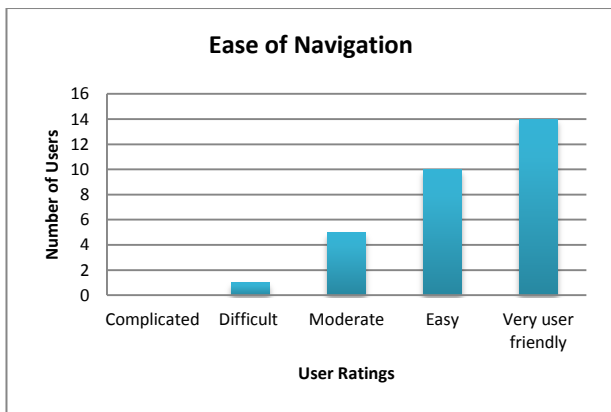 Ease of Navigation
Number of Users
16
14
12
10
8
6
4
2
0
Complicated Difficult Moderate Easy Very user
friendly
User Ratings